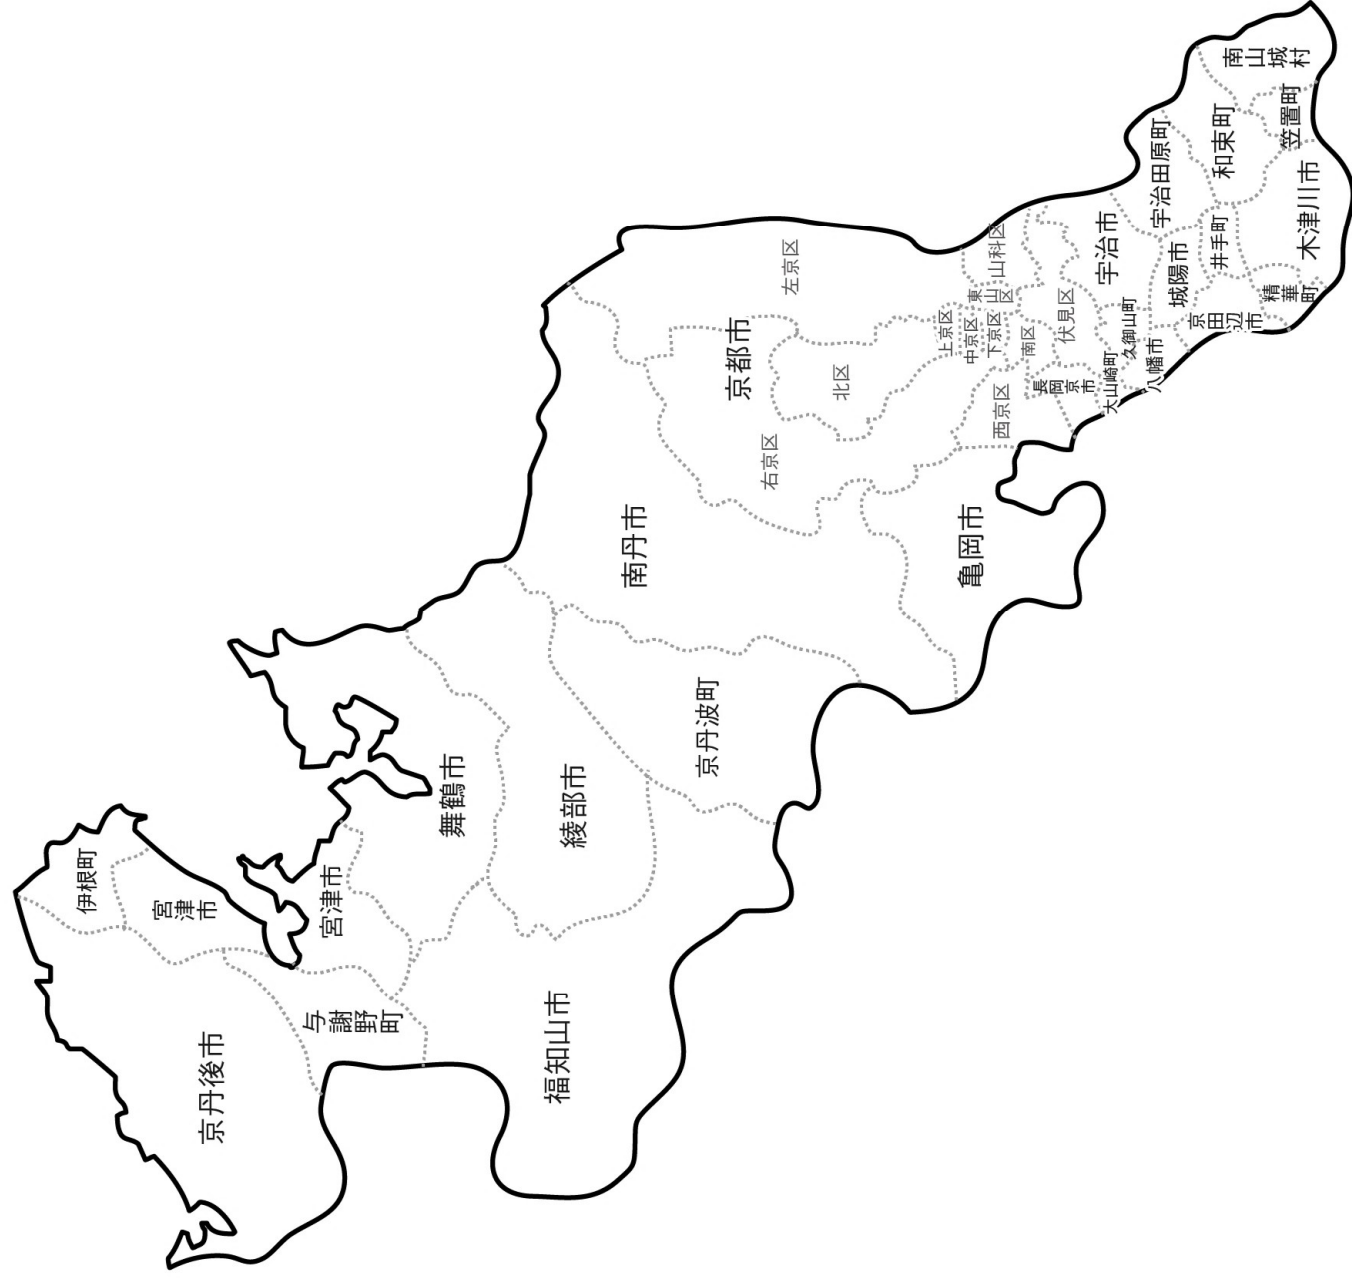 京丹後市
伊根町
宮津市
宮津市
与謝野町
舞鶴市
福知山市
綾部市
京丹波町
南丹市
京都市
左京区
北区
右京区
上京区
中京区
下京区
東山区
山科区
南区
西京区
伏見区
亀岡市
長岡京市
大山崎町
久御山町
八幡市
宇治市
城陽市
宇治田原町
京田辺市
井手町
精華町
和束町
木津川市
笠置町
南山城村